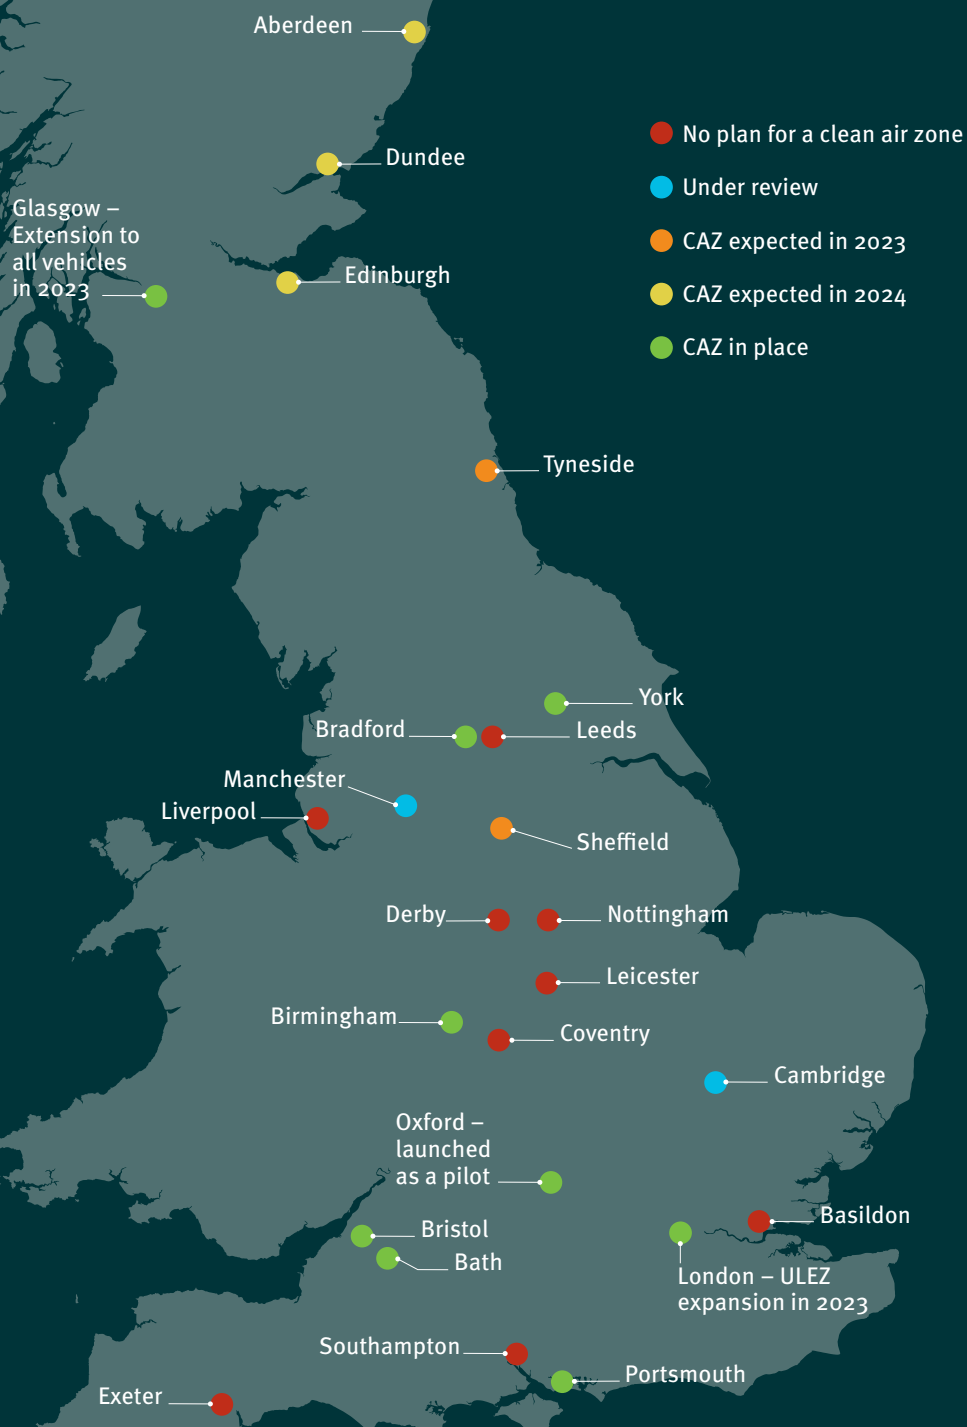 Aberdeen
No plan for a clean air zone
Dundee
Under review
Glasgow –
Extension to
all vehicles
in 2023
CAZ expected in 2023
Edinburgh
CAZ expected in 2024
CAZ in place
Tyneside
York
Bradford
Leeds
Manchester
Liverpool
Sheffield
Derby
Nottingham
Leicester
Birmingham
Coventry
Cambridge
Oxford –
launched
as a pilot
Basildon
Bristol
Bath
London – ULEZ
expansion in 2023
Southampton
Portsmouth
Exeter